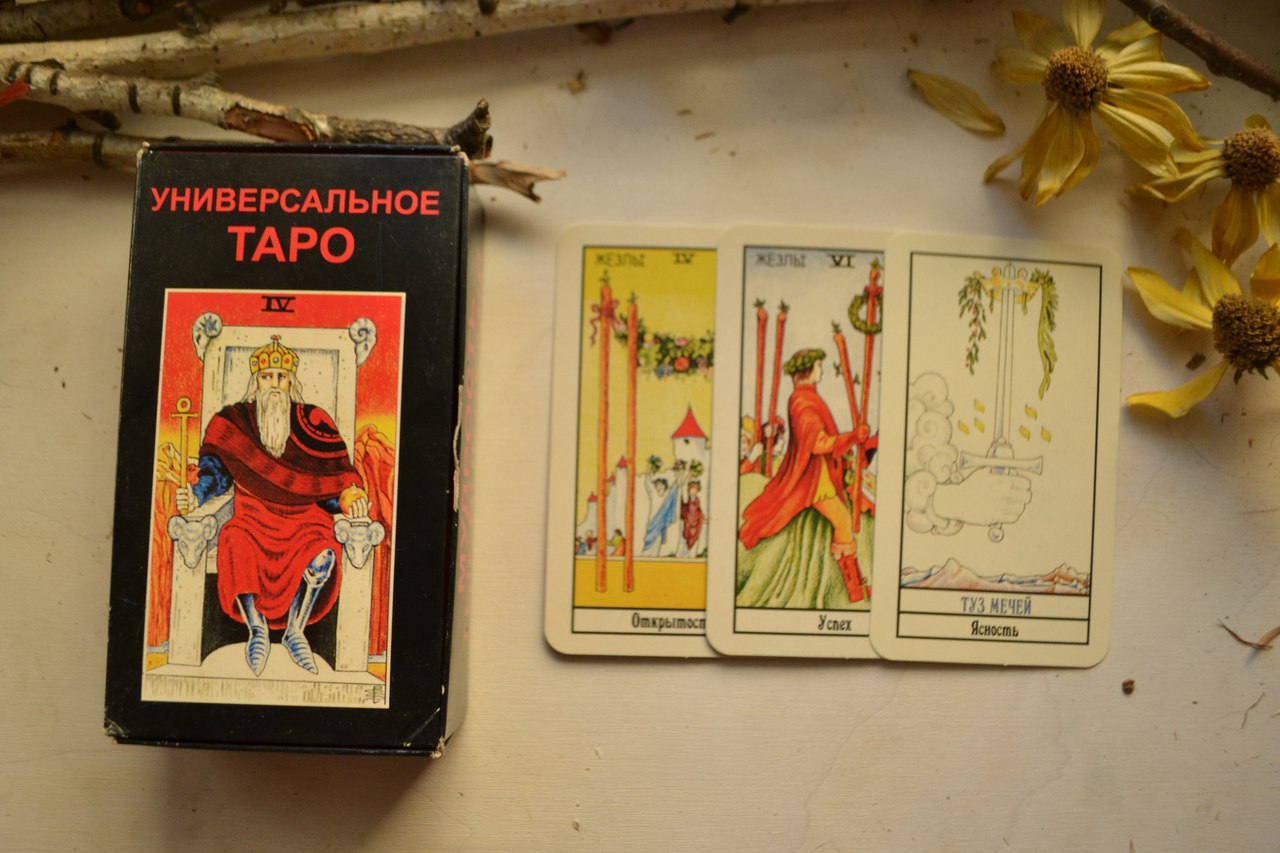 УНИВЕРСАЛЬНОЕ
ТАРО
IV
ЖЕЗЛЫ IV
Открытост
ЖЕЗЛЫ VI
Успех
ТУЗ МЕЧЕЙ
Ясность